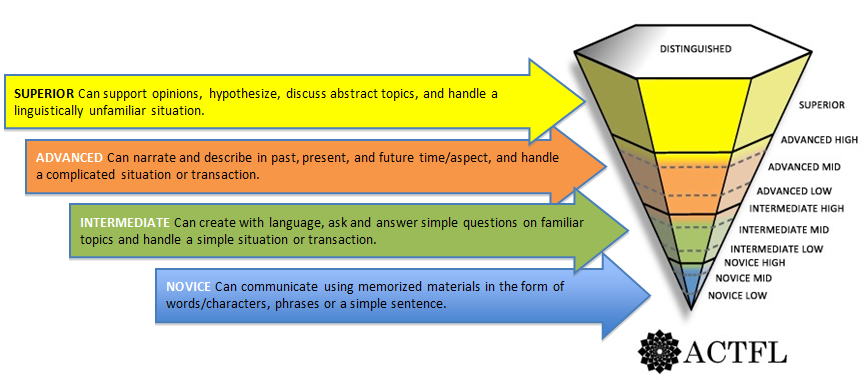 DISTINGUISHED
SUPERIOR Can support opinions, hypothesize, discuss abstract topics, and handle a
linguistically unfamiliar situation.
ADVANCED Can narrate and describe in past, present, and future time/aspect, and handle
a complicated situation or transaction.
INTERMEDIATE Can create with language, ask and answer simple questions on familiar
topics and handle a simple situation or transaction.
NOVICE Can communicate using memorized materials in the form of
words/characters, phrases or a simple sentence.
SUPERIOR
ADVANCED HIGH
ADVANCED MID
ADVANCED LOW
INTERMEDIATE HIGH
INTERMEDIATE MID
INTERMEDIATE LOW
NOVICE HIGH
NOVICE MID
NOVICE LOW
ACTFL